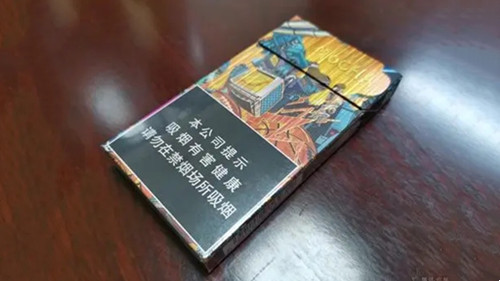 本公司提示
吸烟有害健康
请勿在禁烟场所吸烟